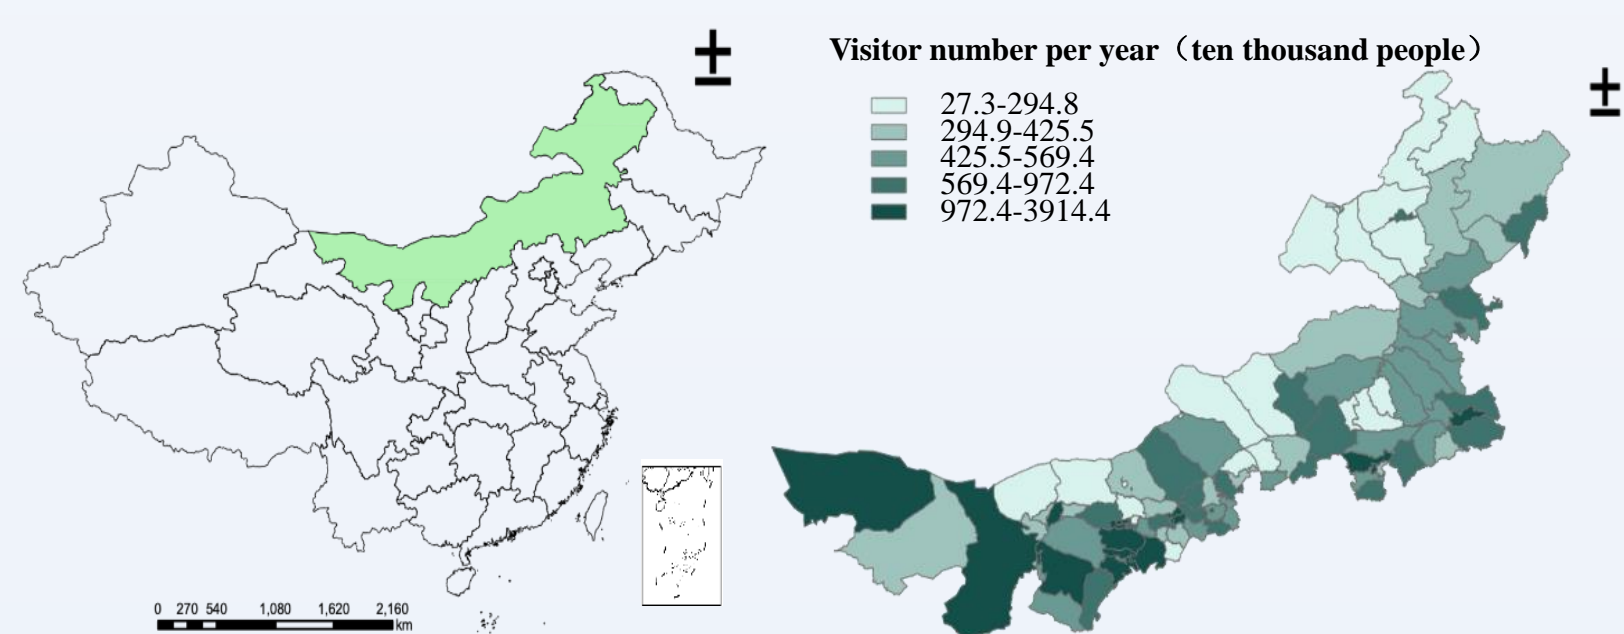 Visitor number per year（ten thousand people）
27.3-294.8
294.9-425.5
425.5-569.4
569.4-972.4
972.4-3914.4
0 270 540 1,080 1,620 2,160
km